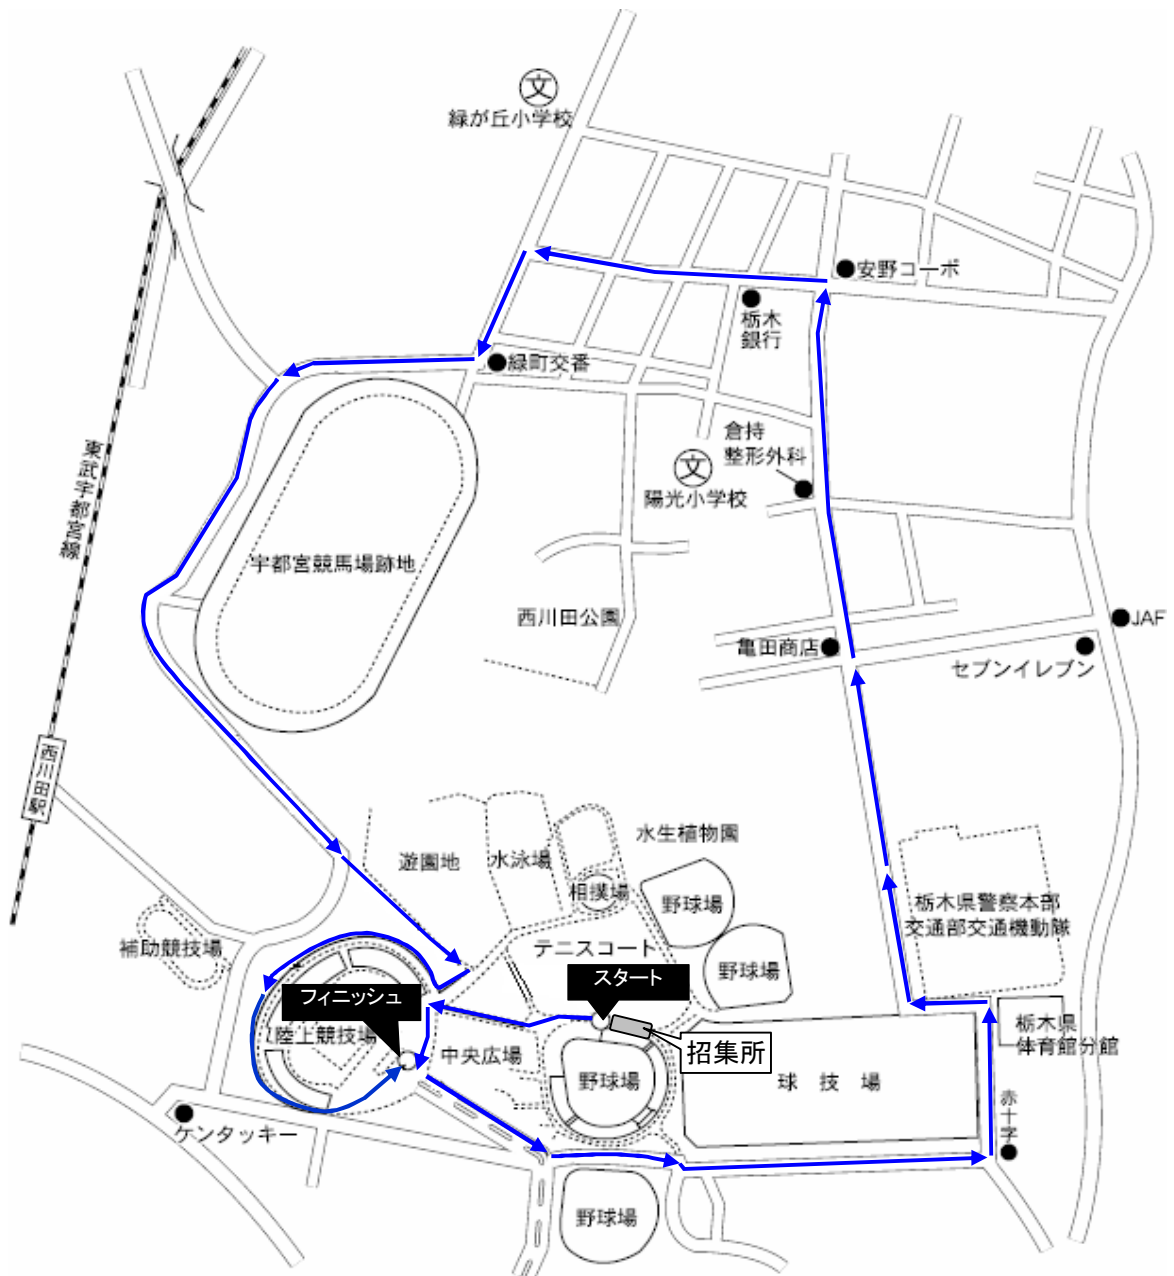 文
緑が丘小学校
安野コーポ
栃木
銀行
緑町交番
倉持
整形外科
文
陽光小学校
東武宇都宮線
宇都宮競馬場跡地
西川田公園
亀田商店
JAF
セブンイレブン
西川田駅
水生植物園
遊園地
水泳場
相撲場
野球場
栃木県警察本部
交通部交通機動隊
補助競技場
テニスコート
野球場
スタート
フィニッシュ
陸上競技場
中央広場
招集所
栃木県
体育館分館
野球場
球技場
赤十字
ケンタッキー
野球場